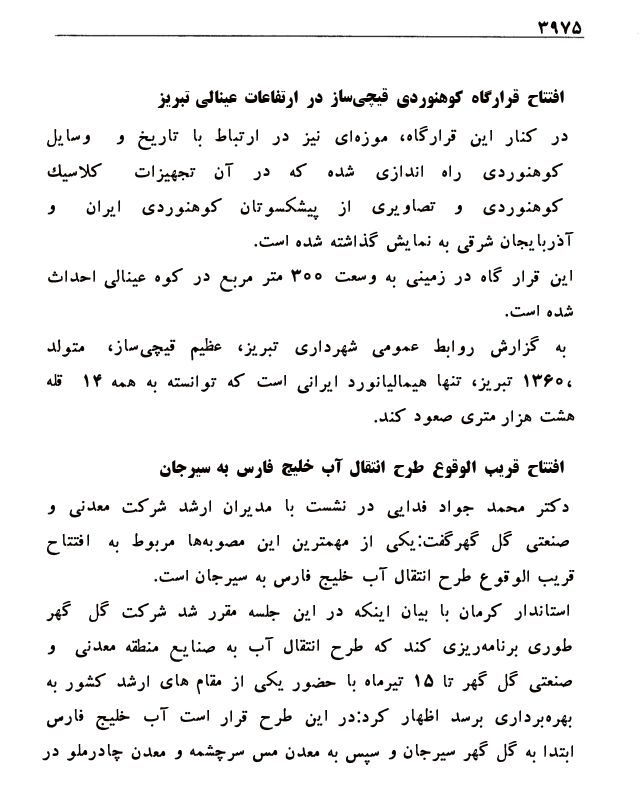 ۳۹۷۵
افتتاح قرارگاه کوهنوردی قیچی‌ساز در ارتفاعات عینالی تبریز
در کنار این قرارگاه، موزه‌ای نیز در ارتباط با تاریخ و وسایل
کوهنوردی راه اندازی شده که در آن تجهیزات کلاسیك
کوهنوردی و تصاویری از پیشکسوتان کوهنوردی ایران و
آذربایجان شرقی به نمایش گذاشته شده است.
این قرار گاه در زمینی به وسعت ۳۰۰ متر مربع در کوه عینالی احداث
شده است.
به گزارش روابط عمومی شهرداری تبریز، عظیم قیچی‌ساز، متولد
،۱۳۶۰ تبریز، تنها هیمالیانورد ایرانی است که توانسته به همه ۱۴ قله
هشت هزار متری صعود کند.
افتتاح قریب الوقوع طرح انتقال آب خلیج فارس به سیرجان
دکتر محمد جواد فدایی در نشست با مدیران ارشد شرکت معدنی و
صنعتی گل گهرگفت:یکی از مهمترین این مصوبه‌ها مربوط به افتتاح
قریب الوقوع طرح انتقال آب خلیج فارس به سیرجان است.
استاندار کرمان با بیان اینکه در این جلسه مقرر شد شرکت گل گهر
طوری برنامه‌ریزی کند که طرح انتقال آب به صنایع منطقه معدنی و
صنعتی گل گهر تا ۱۵ تیرماه با حضور یکی از مقام های ارشد کشور به
بهره‌برداری برسد اظهار کرد:در این طرح قرار است آب خلیج فارس
ابتدا به گل گهر سیرجان و سپس به معدن مس سرچشمه و معدن چادرملو در